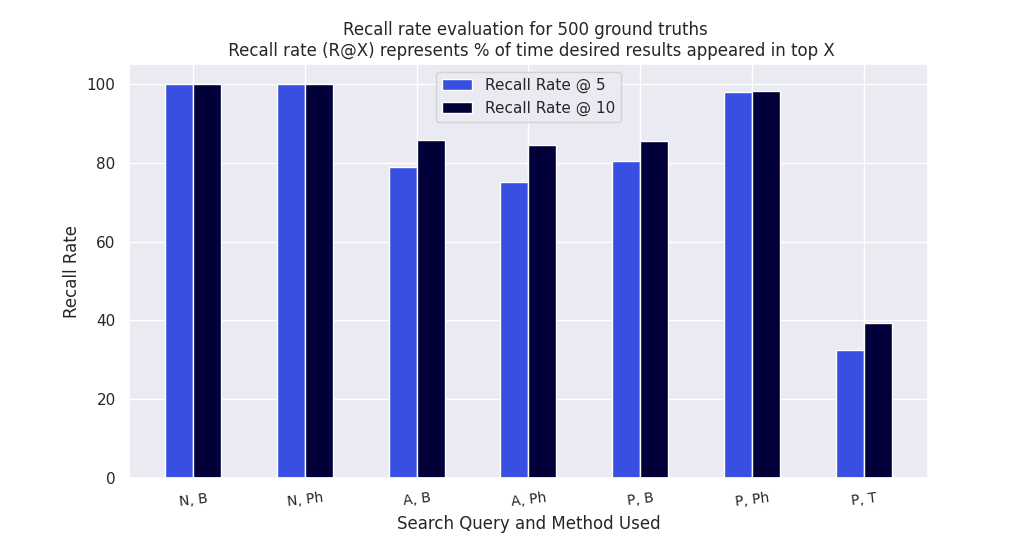 Recall rate evaluation for 500 ground truths
Recall rate (R@X) represents % of time desired results appeared in top X
Recall Rate @ 5
Recall Rate @ 10
Recall Rate
100
80
60
40
20
0
N, B
N, Ph
A, B
A, Ph
P, B
P, Ph
P, T
Search Query and Method Used